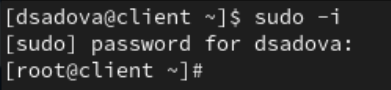 [dsadova@client ~]$ sudo -i
[sudo] password for dsadova:
[root@client ~]#